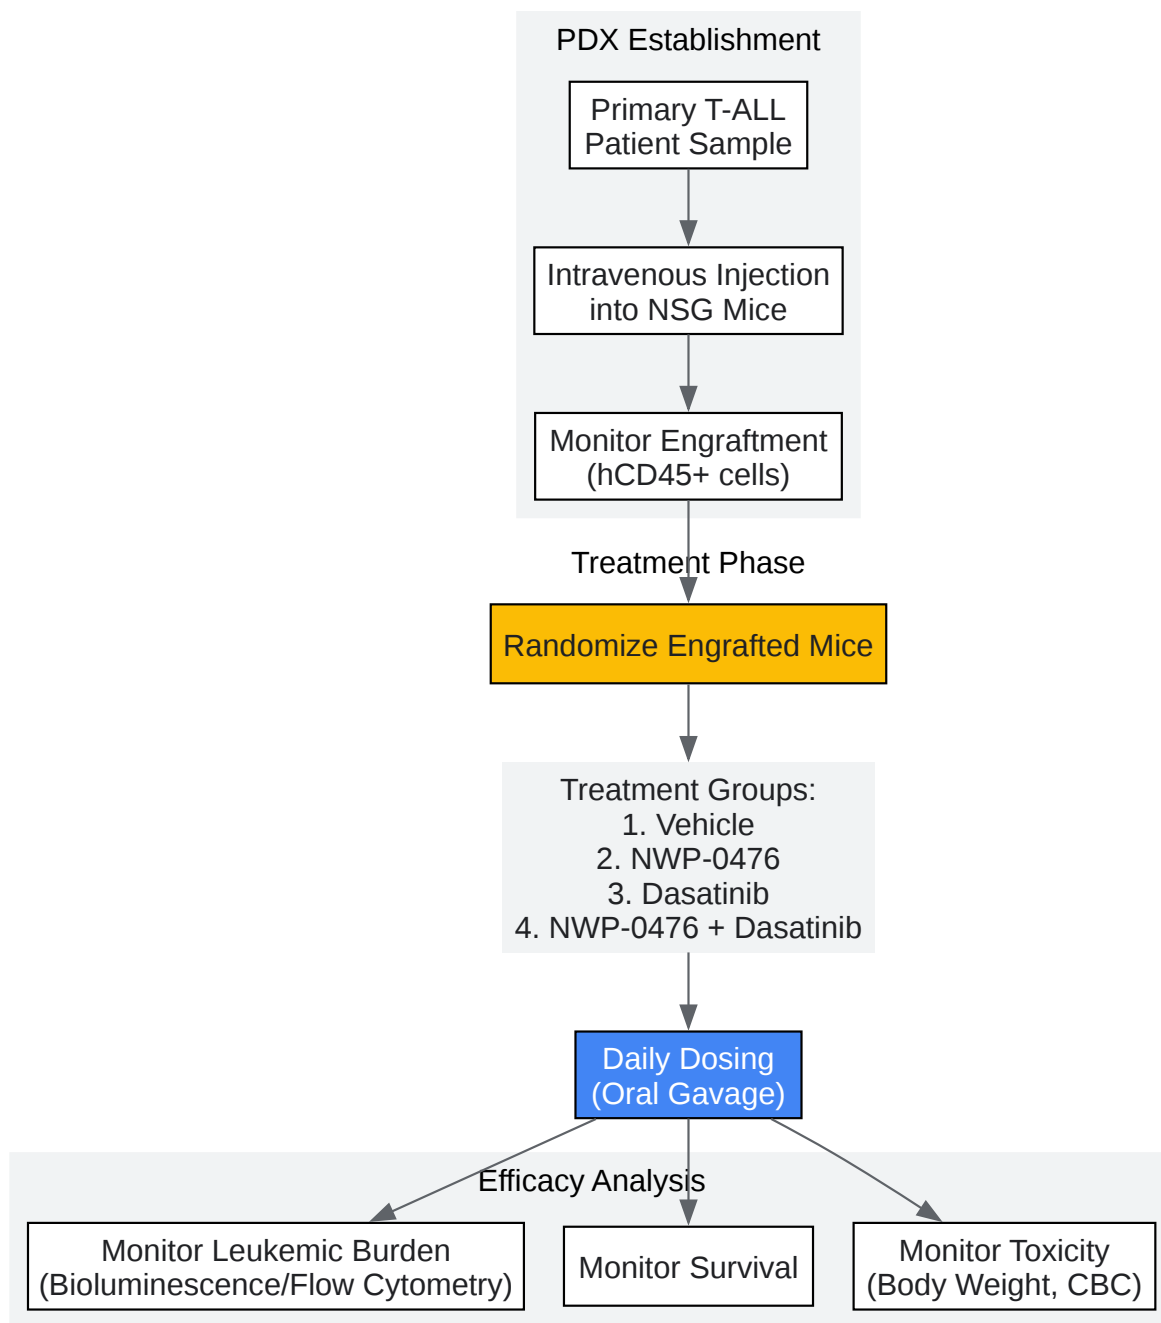 PDX Establishment
Primary T-ALL
Patient Sample
Intravenous Injection
into NSG Mice
Monitor Engraftment
(hCD45+ cells)
Treatment Phase
Randomize Engrafted Mice
Treatment Groups:
1. Vehicle
2. NWP-0476
3. Dasatinib
4. NWP-0476 + Dasatinib
Daily Dosing
(Oral Gavage)
Efficacy Analysis
Monitor Leukemic Burden
(Bioluminescence/Flow Cytometry)
Monitor Survival
Monitor Toxicity
(Body Weight, CBC)